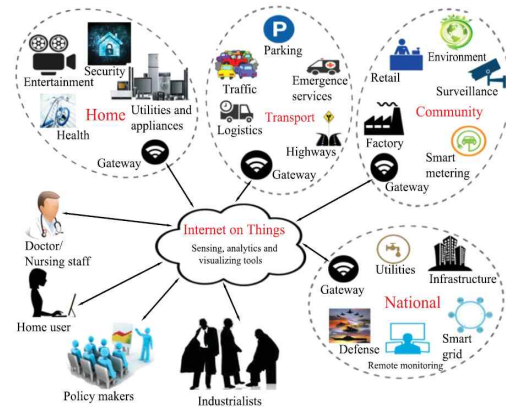 P
Parking
Entertainment
Security
Home
Utilities and
appliances
Health
Gateway
Traffic
Emergence
services
Logistics
Transport
Highways
Gateway
Retail
Environment
Surveillance
Community
Factory
Smart
metering
Gateway
Internet on Things
Sensing, analytics and
visualizing tools
Doctor/
Nursing staff
Home user
Policy makers
Industrialists
Gateway
Utilities
Infrastructure
National
Defense
Smart
grid
Remote monitoring